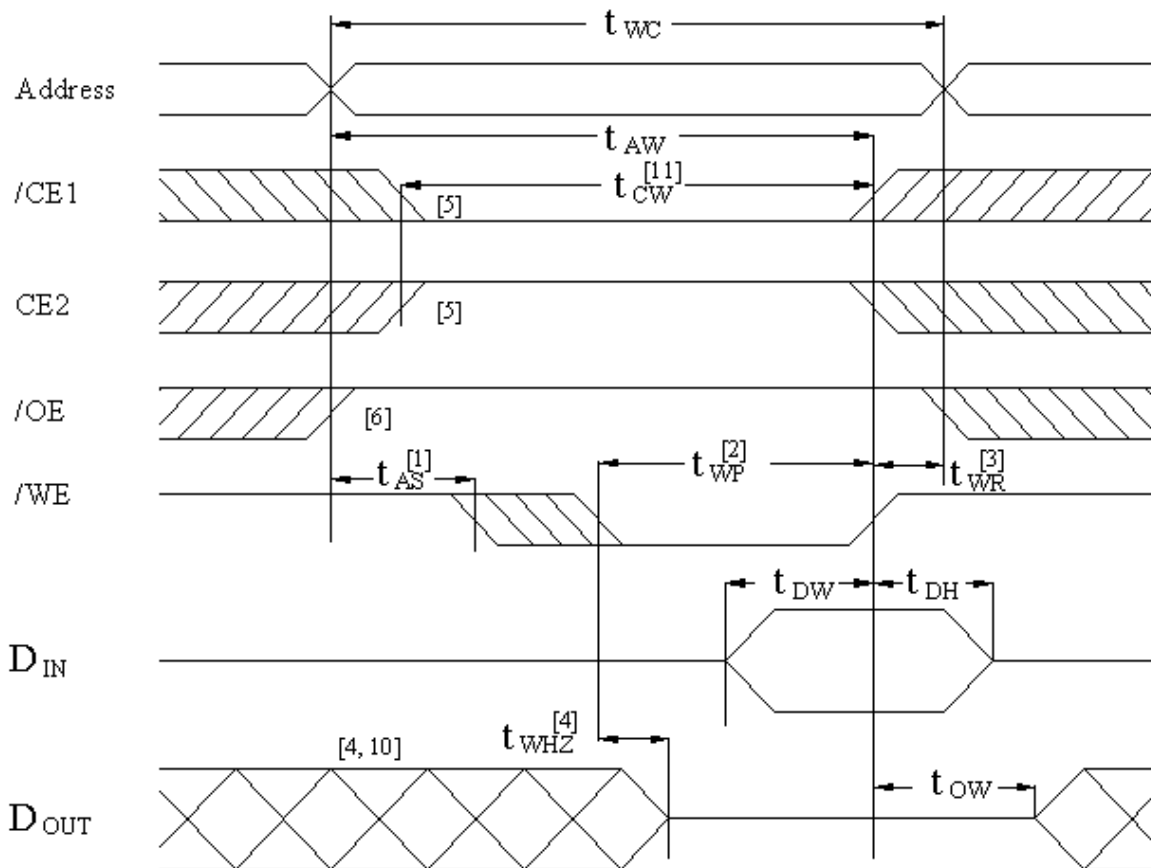 t WC
Address
t AW
/CE1
t CW [11]
[5]
CE2
[5]
/OE
[6]
t AS [1]
t WP [2]
t WR [3]
/WE
t DW
t DH
D IN
t WHZ [4]
[4, 10]
t OW
D OUT